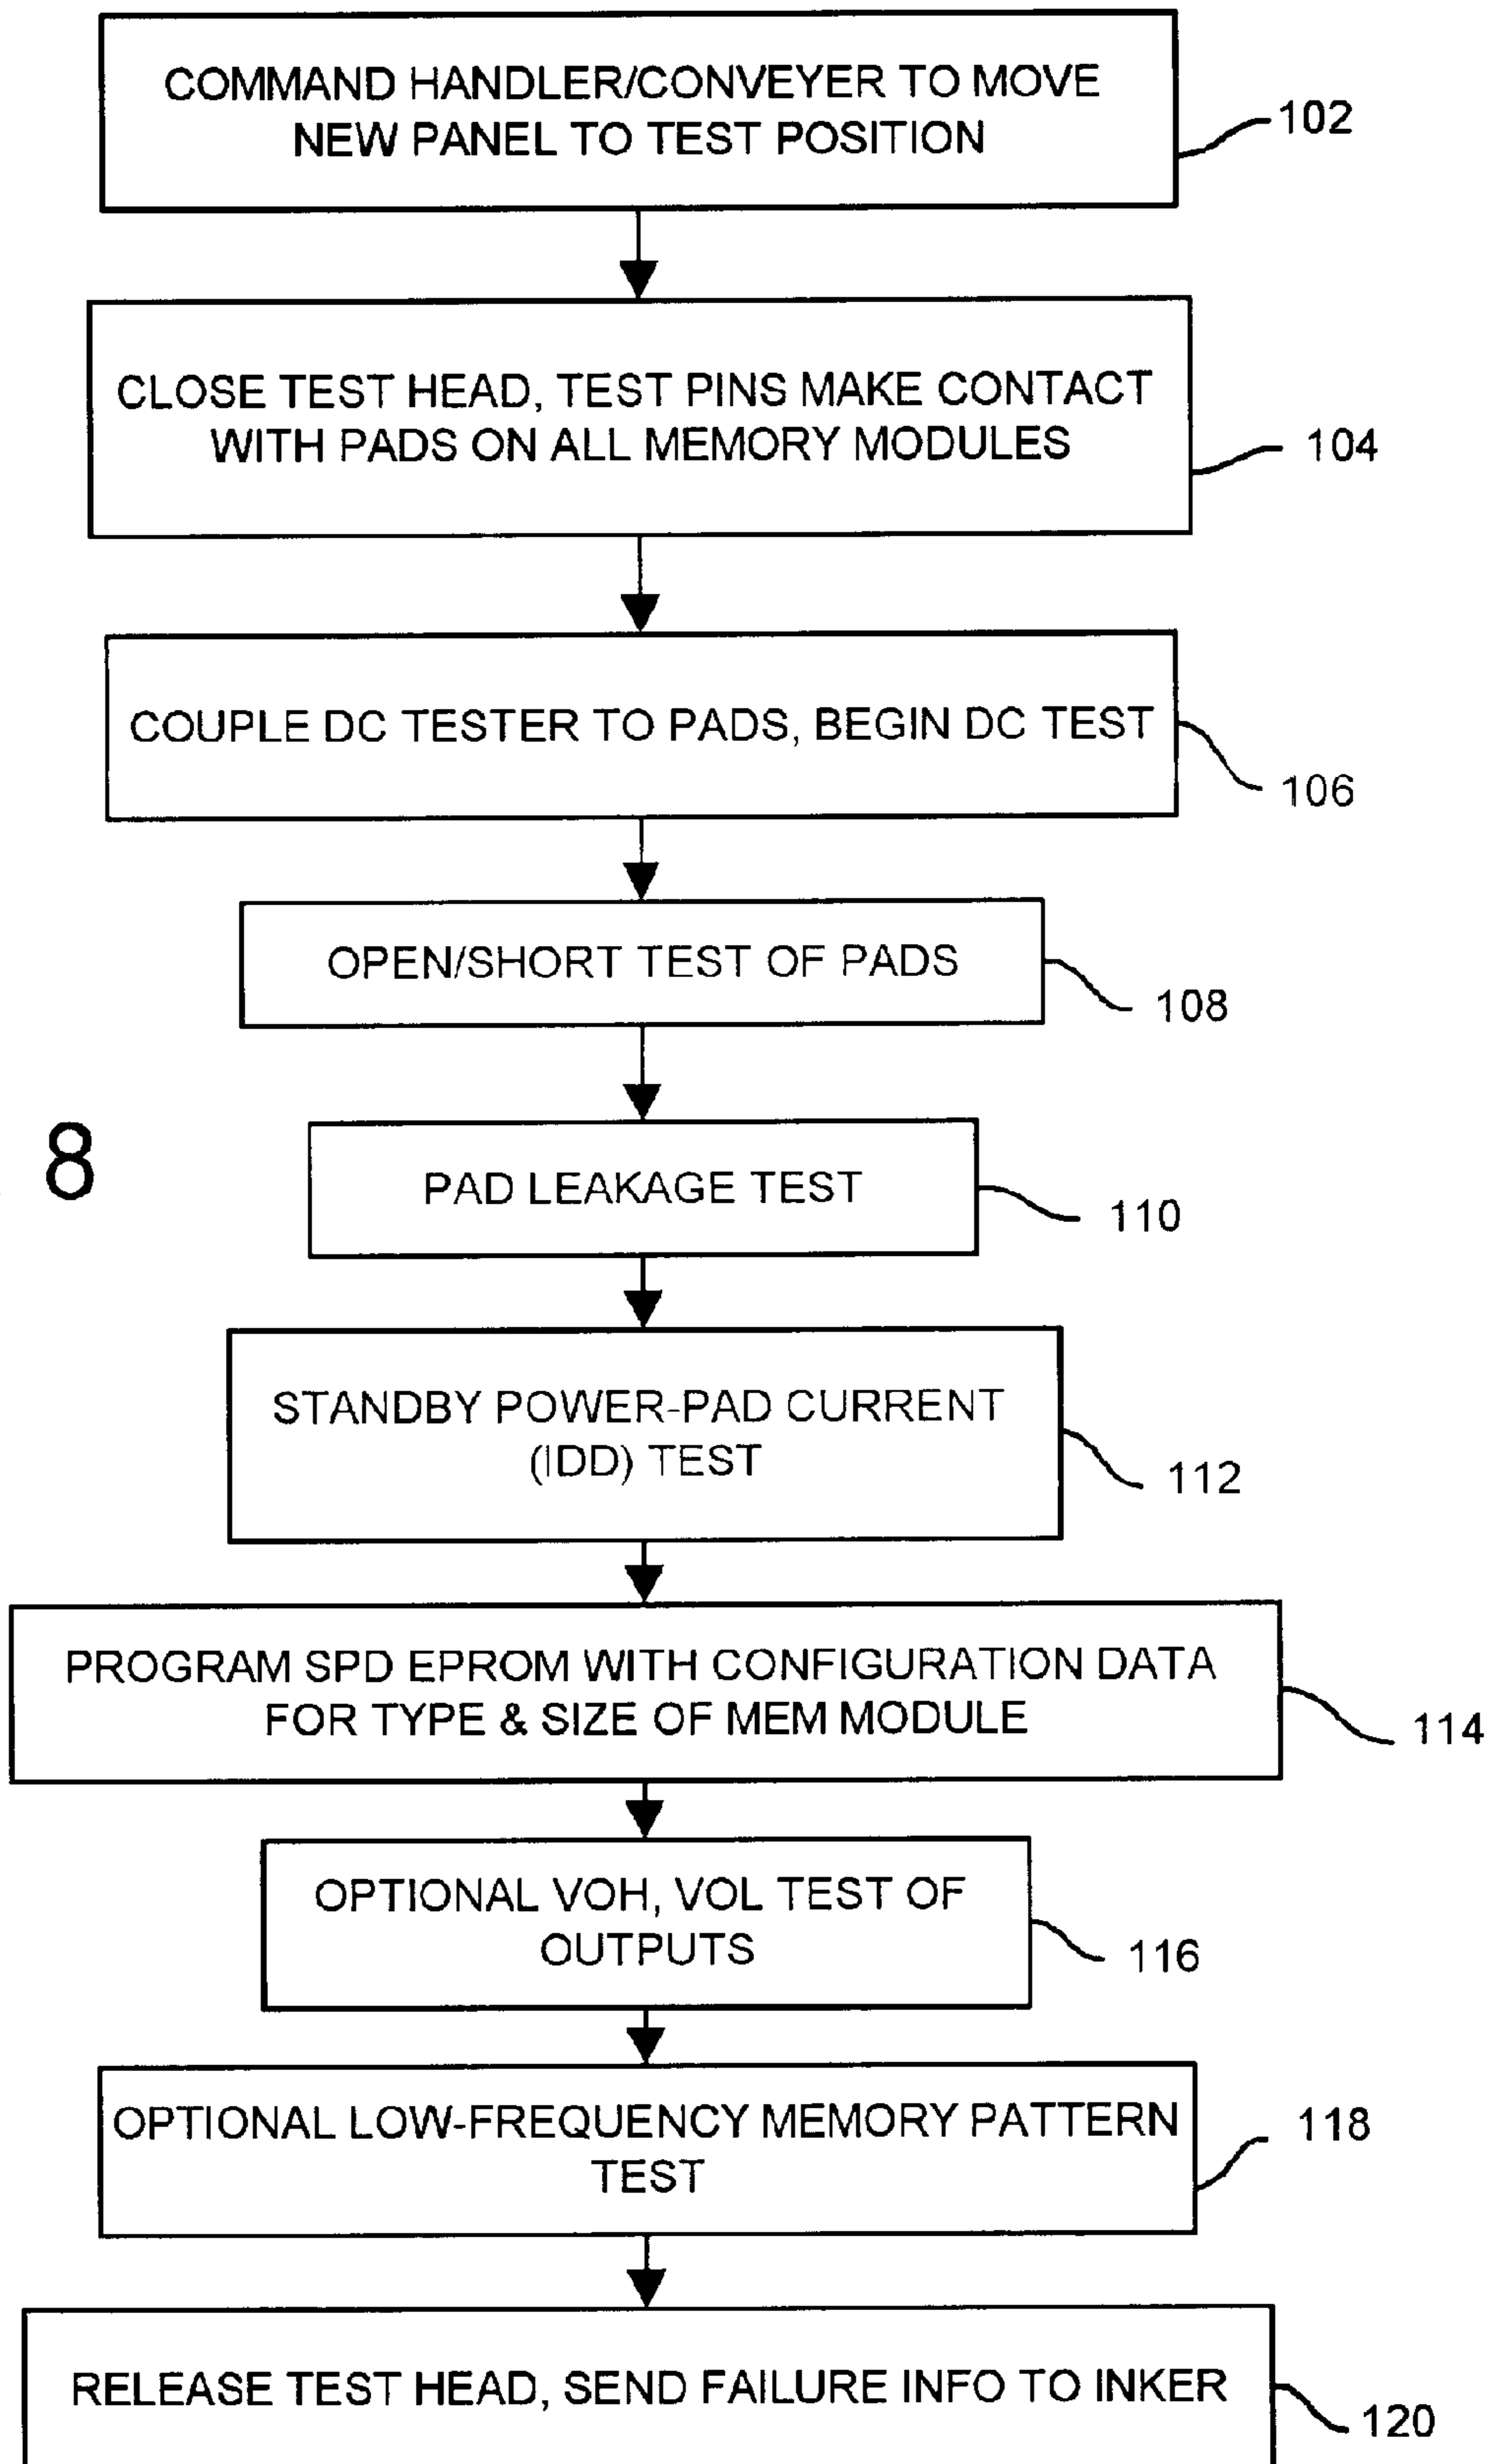 COMMAND HANDLER/CONVEYER TO MOVE
NEW PANEL TO TEST POSITION
102
CLOSE TEST HEAD, TEST PINS MAKE CONTACT
WITH PADS ON ALL MEMORY MODULES
104
COUPLE DC TESTER TO PADS, BEGIN DC TEST
106
OPEN/SHORT TEST OF PADS
108
8
PAD LEAKAGE TEST
110
STANDBY POWER-PAD CURRENT
(IDD) TEST
112
PROGRAM SPD EPROM WITH CONFIGURATION DATA
FOR TYPE & SIZE OF MEM MODULE
114
OPTIONAL VOH, VOL TEST OF
OUTPUTS
116
OPTIONAL LOW-FREQUENCY MEMORY PATTERN
TEST
118
RELEASE TEST HEAD, SEND FAILURE INFO TO INKER
120